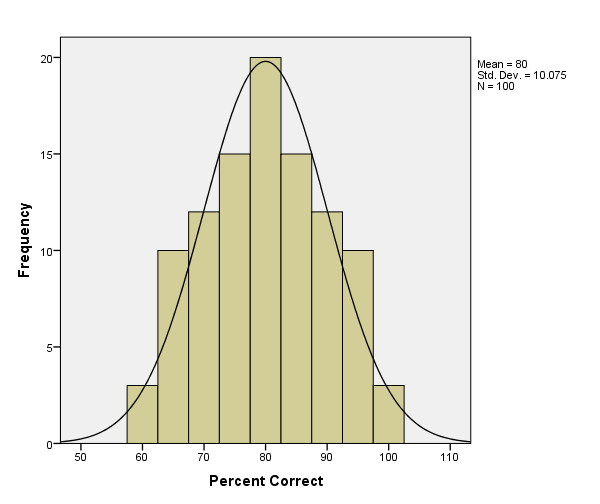 Mean = 80
Std. Dev. = 10.075
N = 100
20
15
10
5
0
Frequency
50 60 70 80 90 100 110
Percent Correct